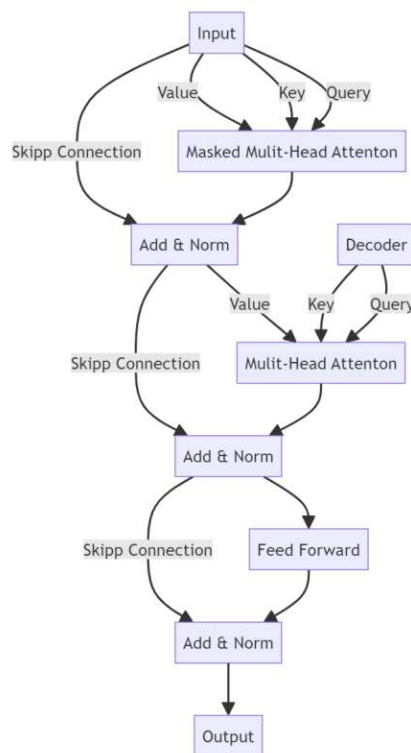 Input
Value
Key
Query
Skipp Connection
Masked Mulit-Head Attenton
Add & Norm
Decoder
Value
Key
Query
Skipp Connection
Mulit-Head Attenton
Add & Norm
Skipp Connection
Feed Forward
Add & Norm
Output